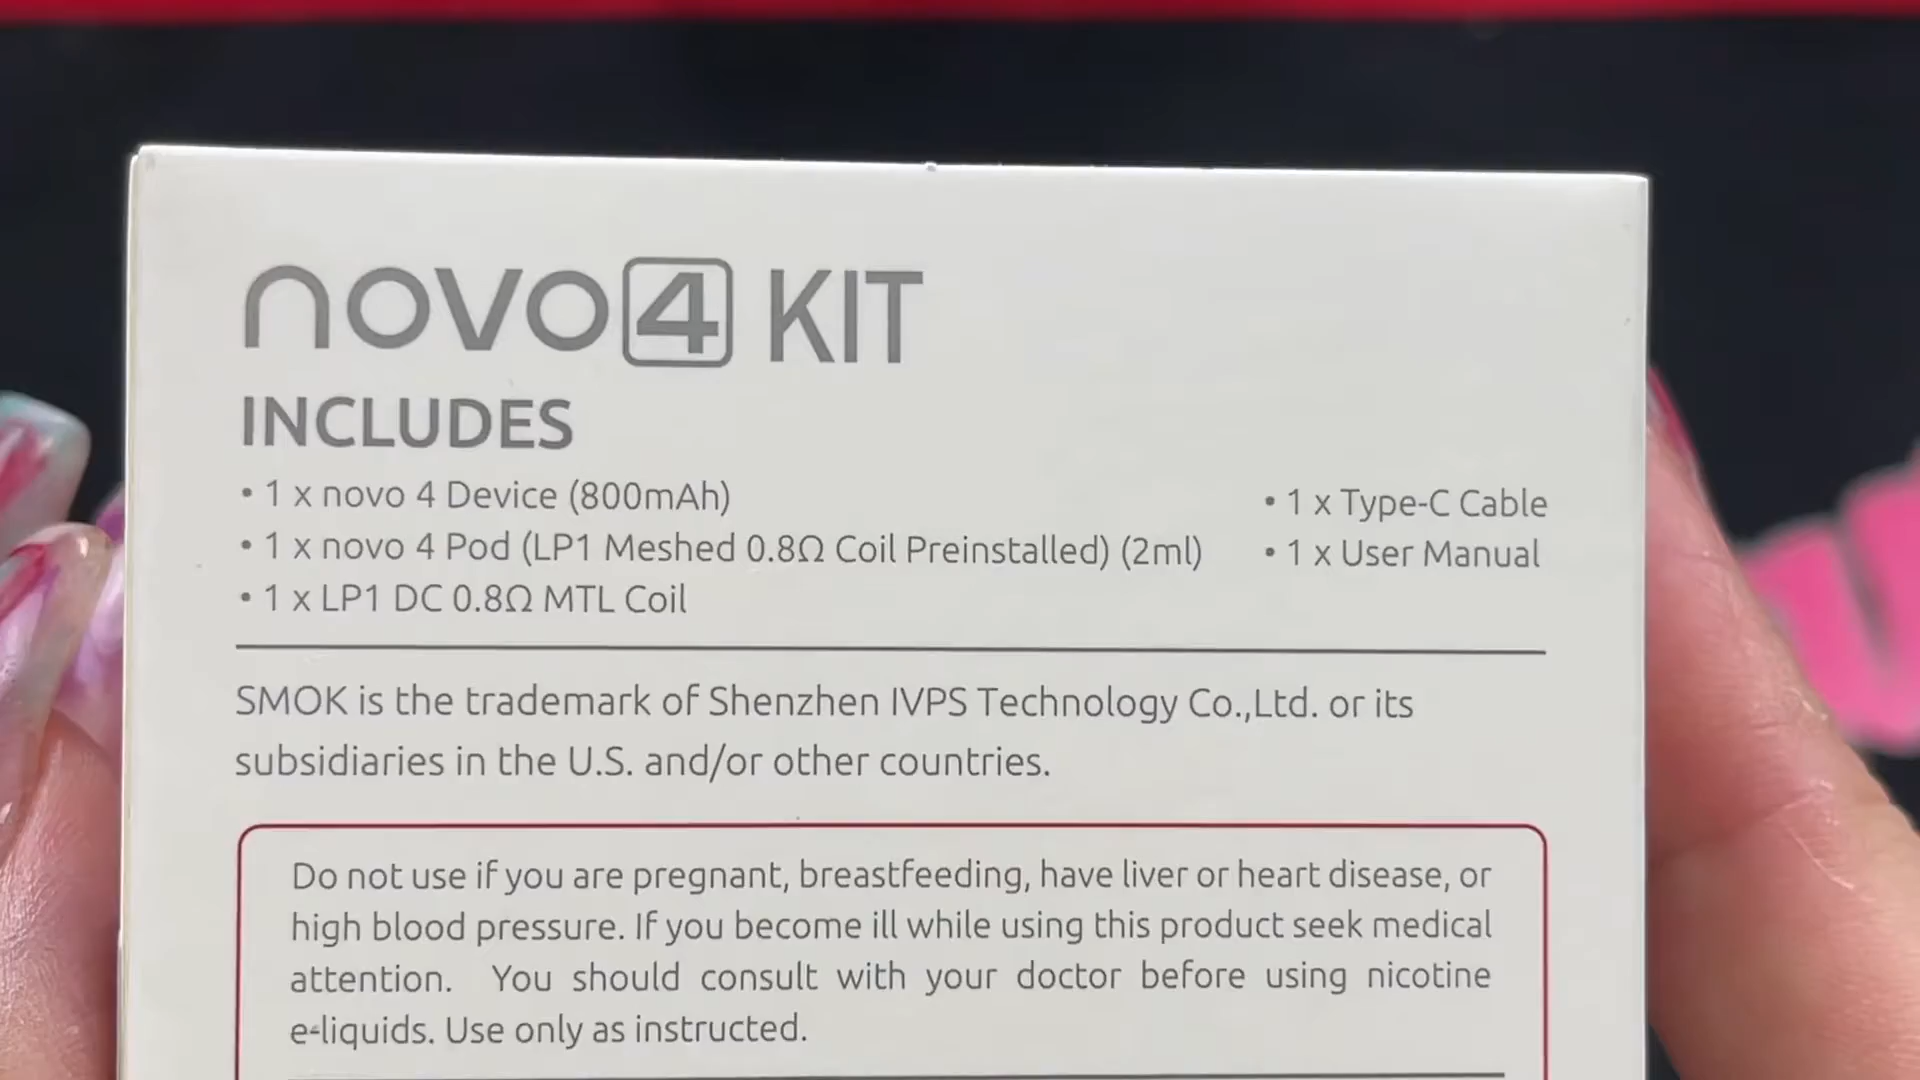 novo 4 KIT
INCLUDES
• 1 x novo 4 Device (800mAh)
• 1 x novo 4 Pod (LP1 Meshed 0.8Ω Coil Preinstalled) (2ml)
• 1 x LP1 DC 0.8Ω MTL Coil
• 1 x Type-C Cable
• 1 x User Manual
SMOK is the trademark of Shenzhen IVPS Technology Co.,Ltd. or its
subsidiaries in the U.S. and/or other countries.
Do not use if you are pregnant, breastfeeding, have liver or heart disease, or
high blood pressure. If you become ill while using this product seek medical
attention. You should consult with your doctor before using nicotine
e-liquids. Use only as instructed.